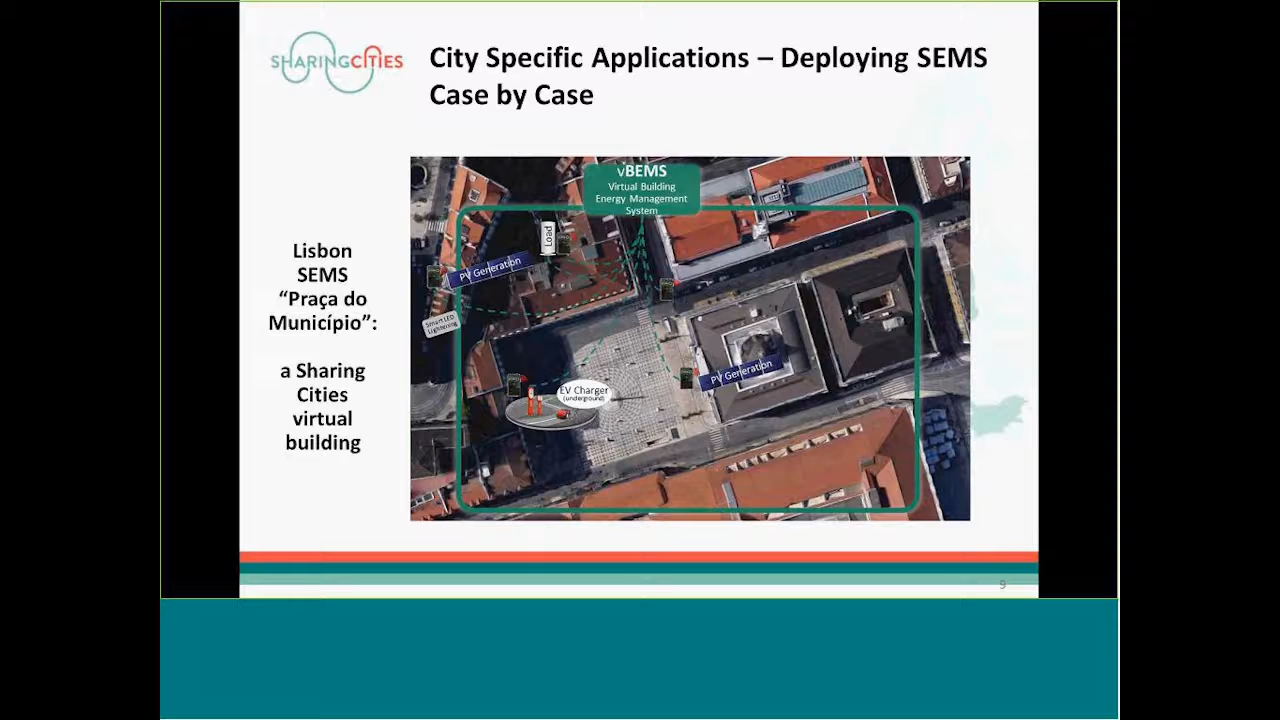 SHARINGCITIES
City Specific Applications – Deploying SEMS
Case by Case
Lisbon
SEMS
“Praça do
Município”:
a Sharing
Cities
virtual
building
vBEMS
Virtual Building
Energy Management
System
Load
PV Generation
Smart LED
Lightening
EV Charger
(underground)
PV Generation
9